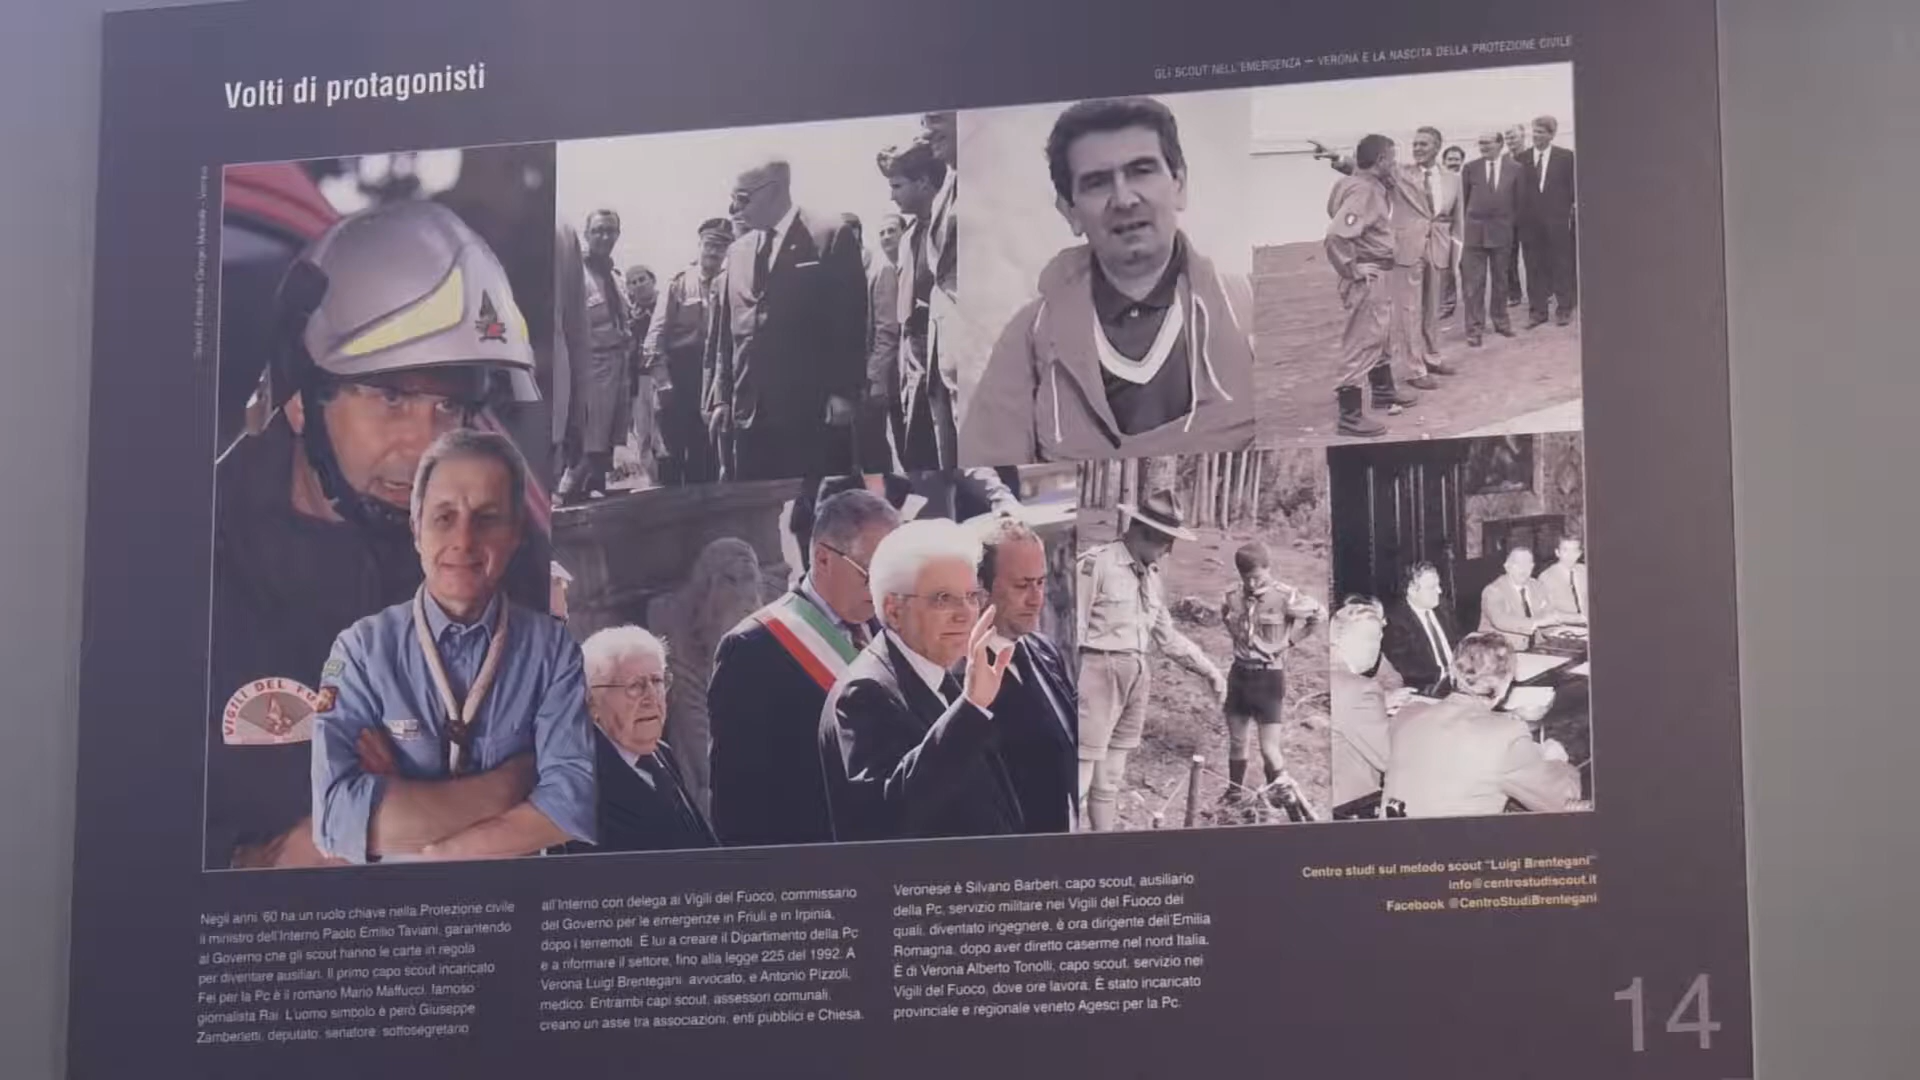 Volti di protagonisti
GLI SCOUT NELL'EMERGENZA – VERONA E LA NASCITA DELLA PROTEZIONE CIVILE
VIGILI DEL FU
Negli anni '60 ha un ruolo chiave nella Protezione civile
il ministro dell'Interno Paolo Emilio Taviani, garantendo
al Governo che gli scout hanno le carte in regola
per diventare ausiliari. Il primo capo scout incaricato
Fei per la Pc è il romano Mario Maffucci, famoso
giornalista Rai. L'uomo simbolo è però Giuseppe
Zamberletti, deputato, senatore, sottosegretario
all'Interno con delega ai Vigili del Fuoco, commissario
del Governo per le emergenze in Friuli e in Irpinia,
dopo i terremoti. È lui a creare il Dipartimento della Pc
e a riformare il settore, fino alla legge 225 del 1992. A
Verona Luigi Brentegani, avvocato, e Antonio Pizzoli,
medico. Entrambi capi scout, assessori comunali,
creano un asse tra associazioni, enti pubblici e Chiesa.
Veronese è Silvano Barberi, capo scout, ausiliario
della Pc, servizio militare nei Vigili del Fuoco dei
quali, diventato ingegnere, è ora dirigente dell'Emilia
Romagna, dopo aver diretto caserme nel nord Italia.
È di Verona Alberto Tonolli, capo scout, servizio nei
Vigili del Fuoco, dove ore lavora. È stato incaricato
provinciale e regionale veneto Agesci per la Pc.
Centro studi sul metodo scout "Luigi Brentegani"
info@centrostudiscout.it
Facebook @CentroStudiBrentegani
14